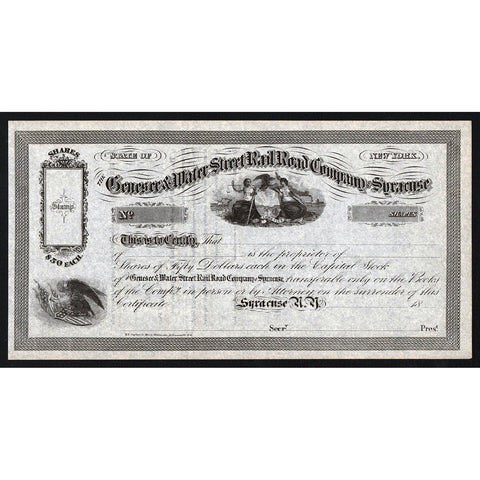 SHARES
$50 EACH.
Stamp
STATE OF
NEW YORK.
THE Genesee & Water Street Rail Road Company of Syracuse
No
SHARES
This is to Certify, That
of is the proprietor of
Shares of Fifty Dollars each in the Capital Stock
of "Genesee & Water Street Rail Road Company of Syracuse, transferable only on the Books
of the Compy. in person or by Attorney on the surrender of this
Certificate
Syracuse N.Y. 18
Secry. Prest.